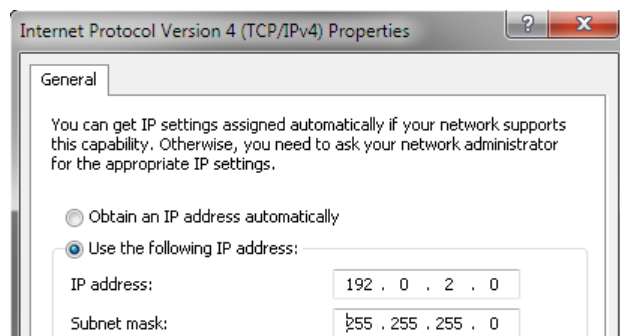 Internet Protocol Version 4 (TCP/IPv4) Properties
?
General
You can get IP settings assigned automatically if your network supports
this capability. Otherwise, you need to ask your network administrator
for the appropriate IP settings.
Obtain an IP address automatically
Use the following IP address:
IP address: 192 . 0 . 2 . 0
Subnet mask: 255 . 255 . 255 . 0